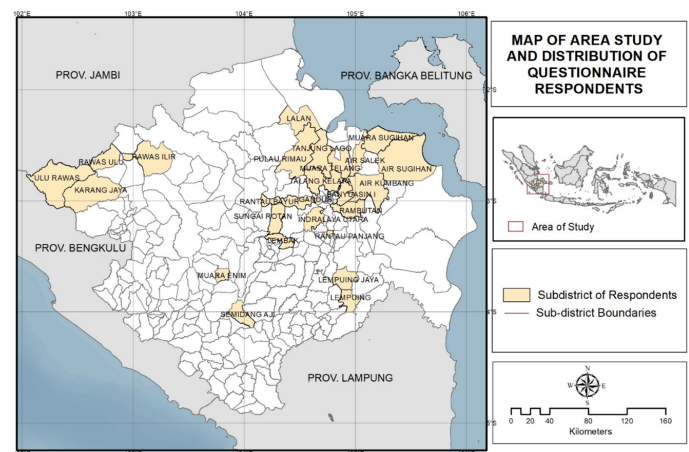 102°E
103°E
104°E
105°E
106°E
PROV. JAMBI
PROV. BANGKA BELITUNG
2°S
LALAN
MUARA SUGIHAN
TANJUNG LAGO
RAWAS ULU
RAWAS ILIR
PULAU RIMAU
AIR SALEK
MUARA TELANG
AIR SUGIHAN
ULU RAWAS
TALANG KELAPA
AIR KUMBANG
KARANG JAYA
BANYUASIN I
RANTAU BAYUR
GANDUS
3°S
RAMBUTAN
SUNGAI ROTAN
INDRALAYA UTARA
RANTAU PANJANG
LEMBAK
PROV. BENGKULU
MUARA ENIM
LEMPUING JAYA
LEMPUING
SEMIDANG AJI
4°S
PROV. LAMPUNG
5°S
MAP OF AREA STUDY
AND DISTRIBUTION OF
QUESTIONNAIRE
RESPONDENTS
Area of Study
Subdistrict of Respondents
Sub-district Boundaries
N
W
E
S
0 20 40 80 120 160
Kilometers